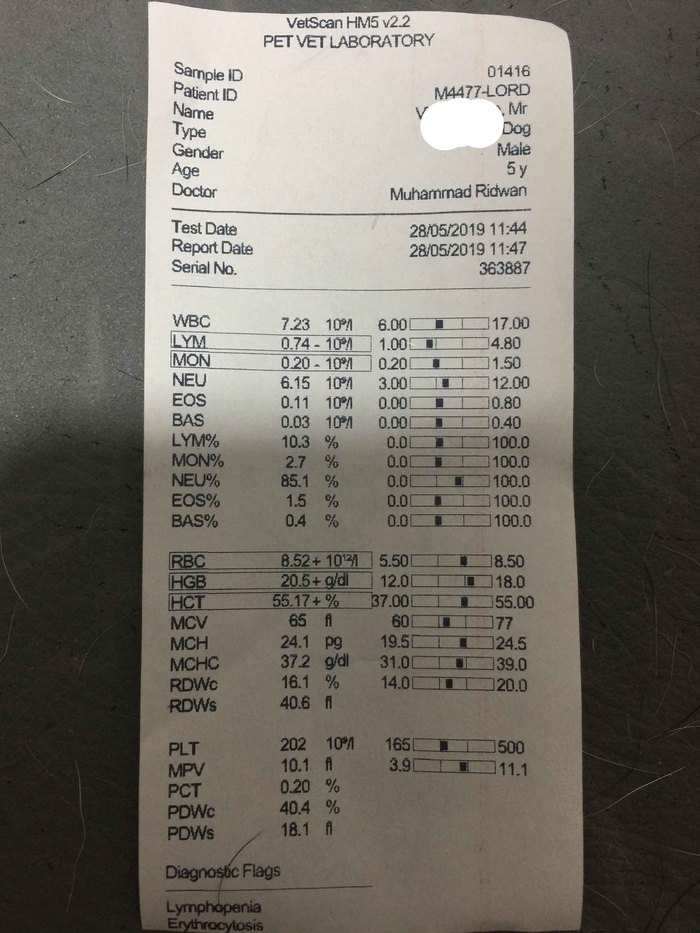 VetScan HM5 v2.2
PET VET LABORATORY
Sample ID 01416
Patient ID M4477-LORD
Name , Mr
Type Dog
Gender Male
Age 5 y
Doctor Muhammad Ridwan
Test Date 28/05/2019 11:44
Report Date 28/05/2019 11:47
Serial No. 363887
WBC 7.23 10⁹/l 6.00 17.00
LYM 0.74 - 10⁹/l 1.00 4.80
MON 0.20 - 10⁹/l 0.20 1.50
NEU 6.15 10⁹/l 3.00 12.00
EOS 0.11 10⁹/l 0.00 0.80
BAS 0.03 10⁹/l 0.00 0.40
LYM% 10.3 % 0.0 100.0
MON% 2.7 % 0.0 100.0
NEU% 85.1 % 0.0 100.0
EOS% 1.5 % 0.0 100.0
BAS% 0.4 % 0.0 100.0
RBC 8.52 + 10¹²/l 5.50 8.50
HGB 20.5 + g/dl 12.0 18.0
HCT 55.17 + % 37.00 55.00
MCV 65 fl 60 77
MCH 24.1 pg 19.5 24.5
MCHC 37.2 g/dl 31.0 39.0
RDWc 16.1 % 14.0 20.0
RDWs 40.6 fl
PLT 202 10⁹/l 165 500
MPV 10.1 fl 3.9 11.1
PCT 0.20 %
PDWc 40.4 %
PDWs 18.1 fl
Diagnostic Flags
Lymphopenia
Erythrocytosis